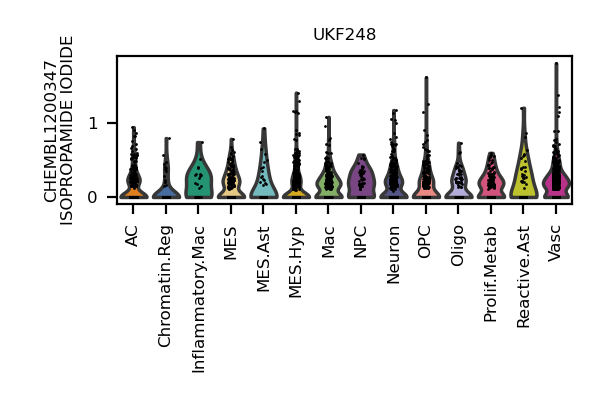 UKF248
CHEMBL1200347
ISOPROPAMIDE IODIDE
1
0
AC
Chromatin.Reg
Inflammatory.Mac
MES
MES.Ast
MES.Hyp
Mac
NPC
Neuron
OPC
Oligo
Prolif.Metab
Reactive.Ast
Vasc